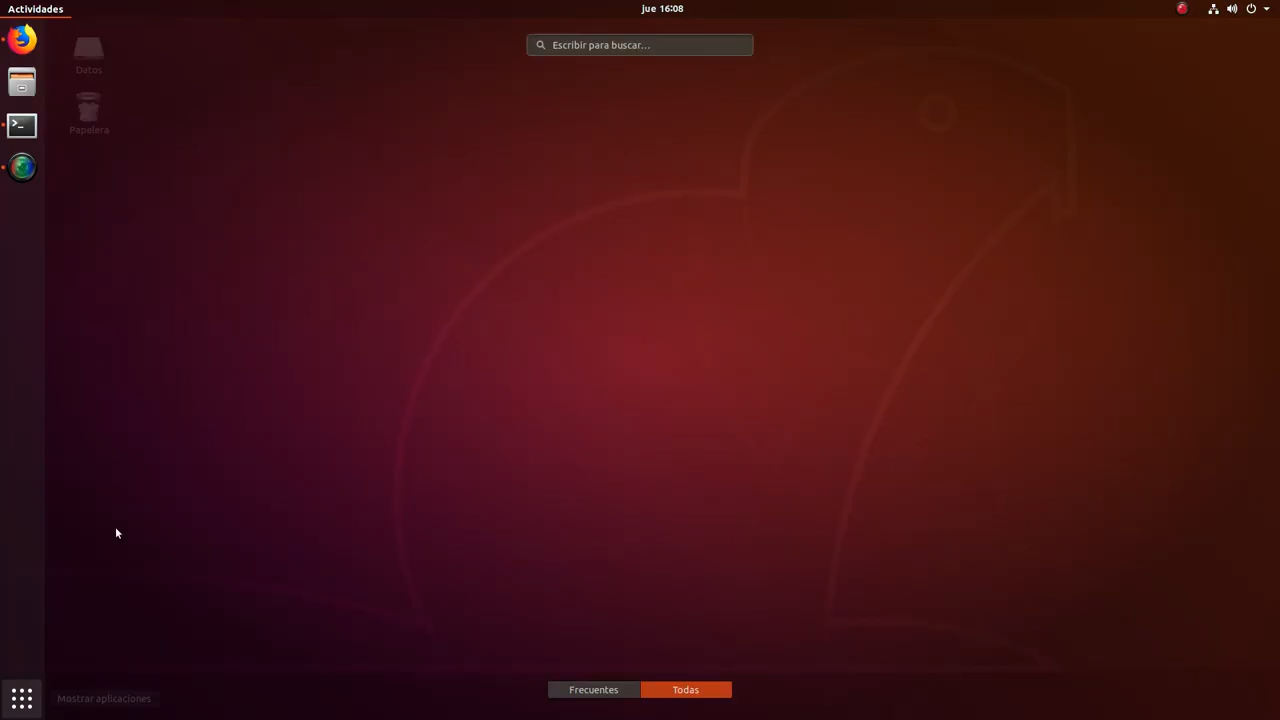 Actividades
jue 16:08
Escribir para buscar...
Datos
Papelera
>_
Mostrar aplicaciones
Frecuentes
Todas